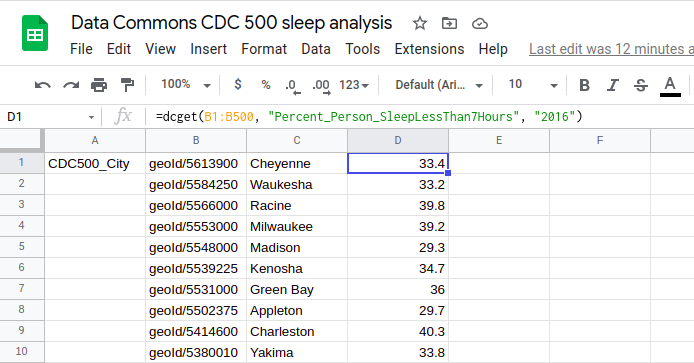 Data Commons CDC 500 sleep analysis
File Edit View Insert Format Data Tools Extensions Help Last edit was 12 minutes a
100% $ % .0 .00 123 Default (Ari... 10 B I S A
D1 fx =dcget(B1:B500, "Percent_Person_SleepLessThan7Hours", "2016")
A B C D E F
1 CDC500_City geoId/5613900 Cheyenne 33.4
2 geoId/5584250 Waukesha 33.2
3 geoId/5566000 Racine 39.8
4 geoId/5553000 Milwaukee 39.2
5 geoId/5548000 Madison 29.3
6 geoId/5539225 Kenosha 34.7
7 geoId/5531000 Green Bay 36
8 geoId/5502375 Appleton 29.7
9 geoId/5414600 Charleston 40.3
10 geoId/5380010 Yakima 33.8